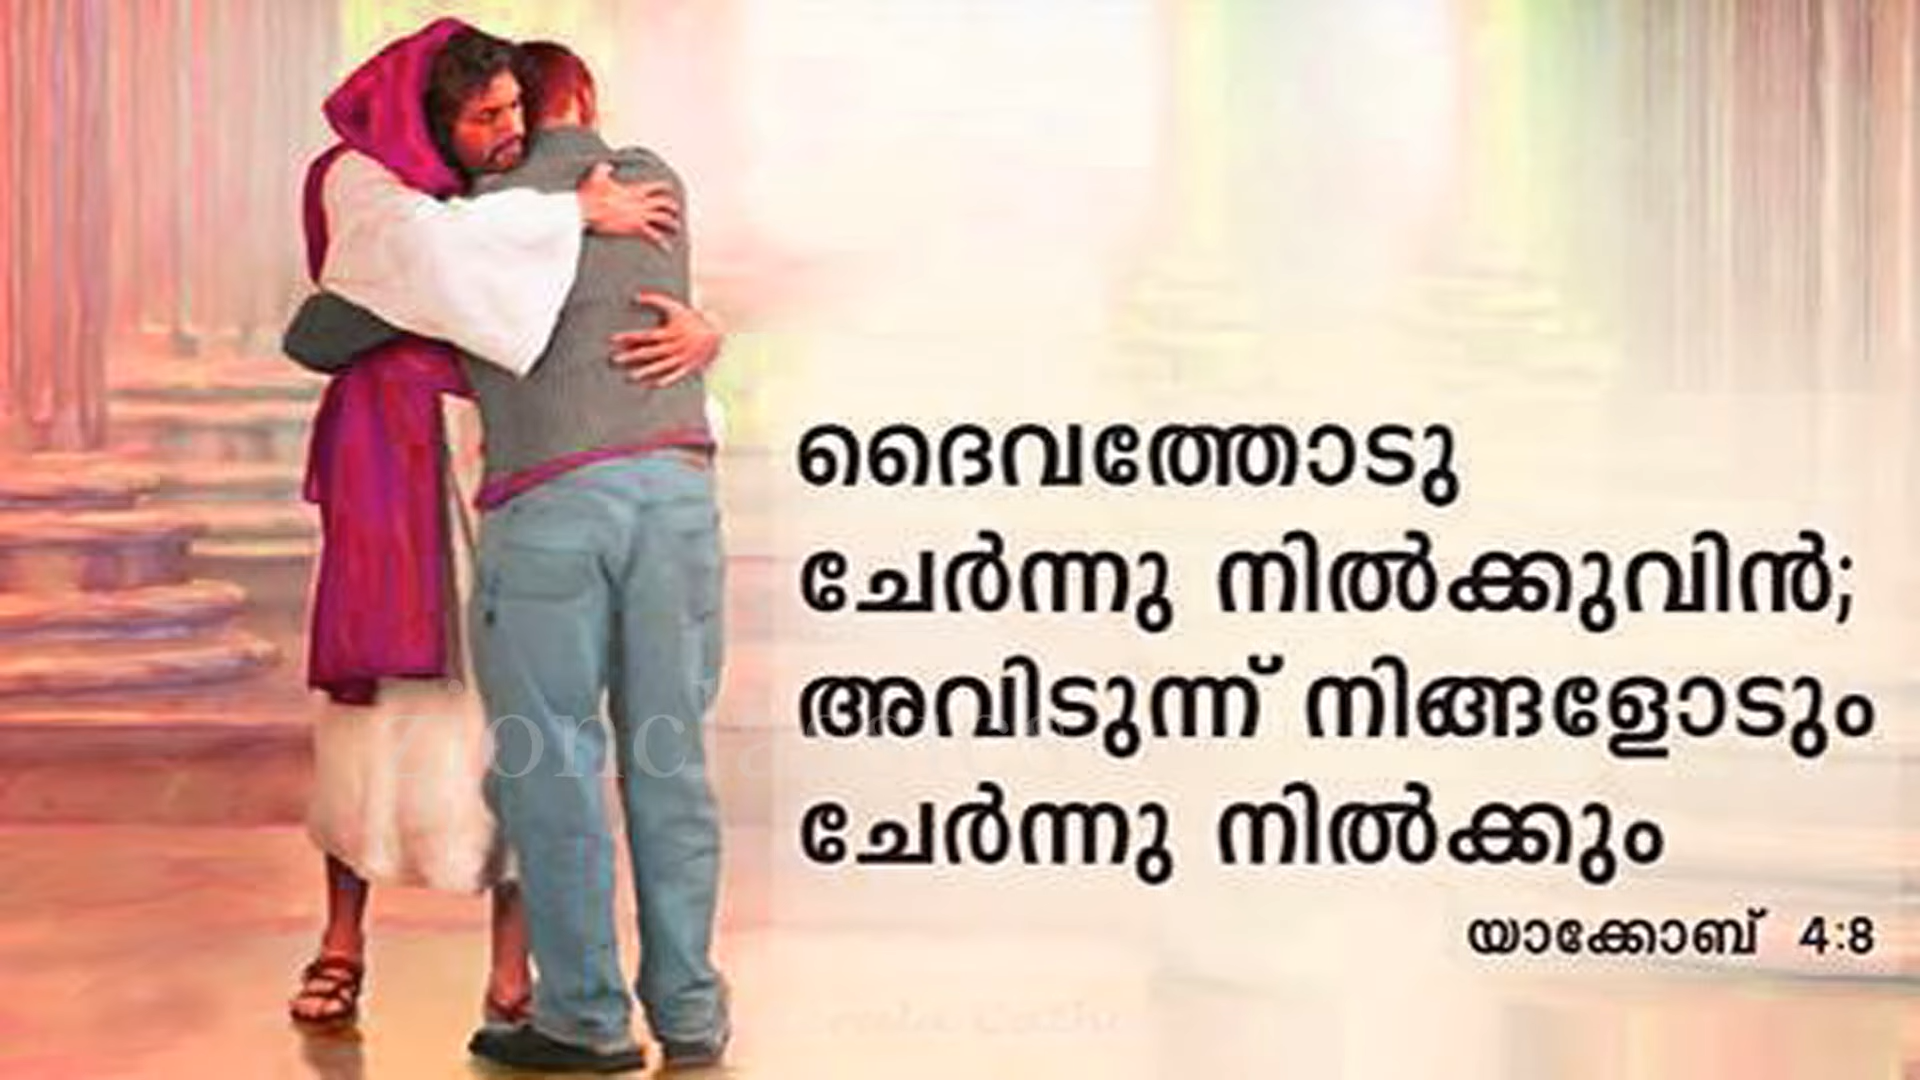 ദൈവത്തോടു
ചേർന്നു നിൽക്കുവിൻ;
അവിടുന്ന് നിങ്ങളോടും
ചേർന്നു നിൽക്കും
യാക്കോബ് 4:8